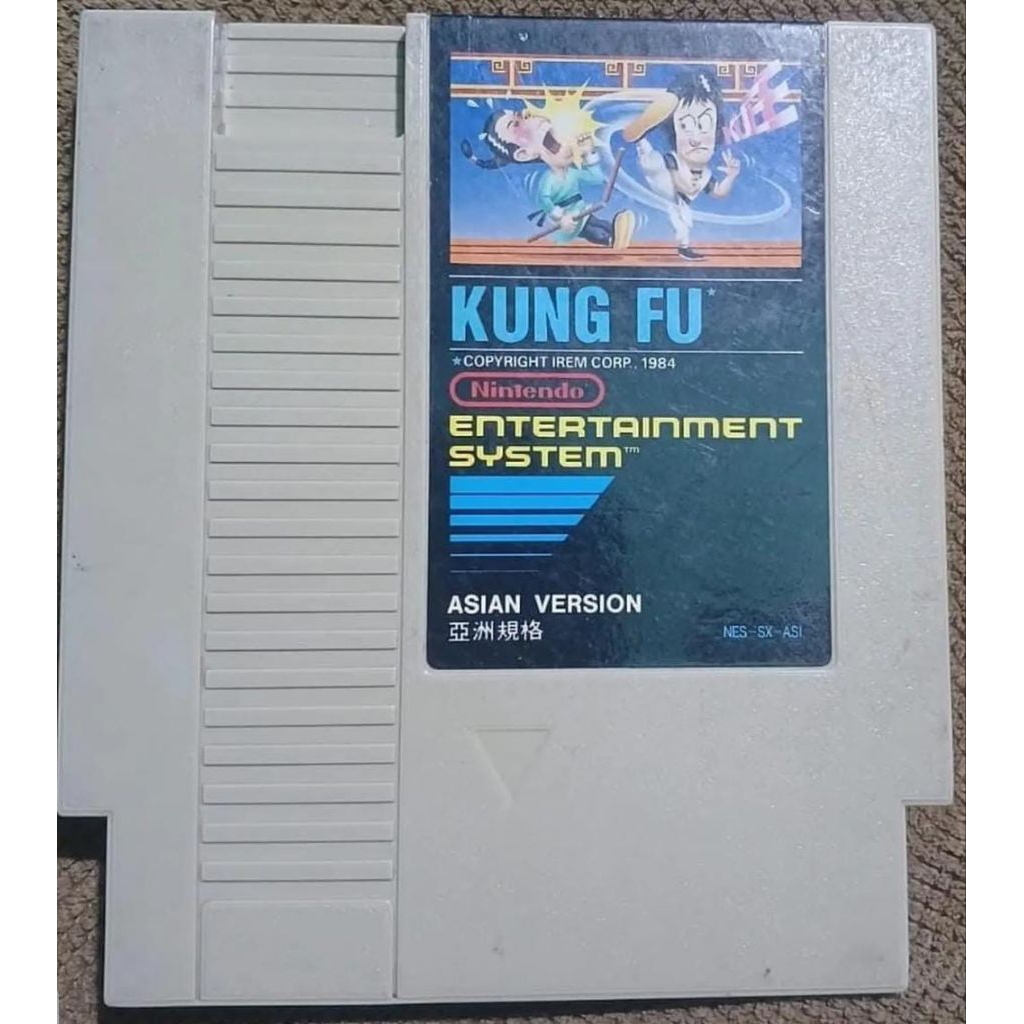 KUNG FU*
*COPYRIGHT IREM CORP., 1984
Nintendo
ENTERTAINMENT
SYSTEM™
ASIAN VERSION
亞洲規格
NES-SX-ASI